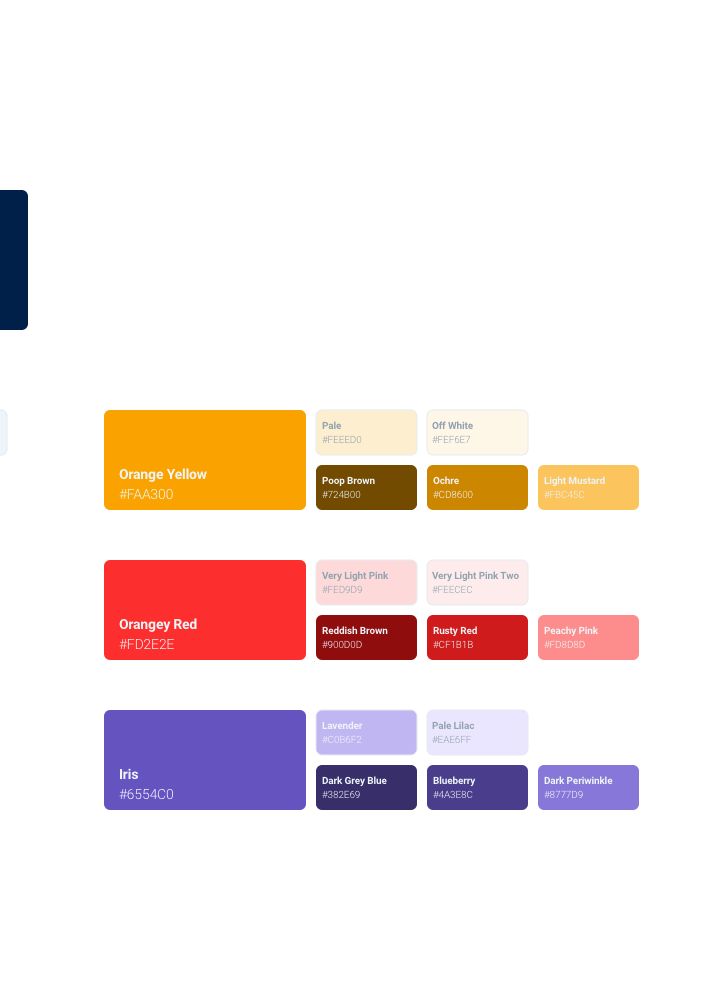 Orange Yellow
#FAA300
Pale
#FEEED0
Off White
#FEF6E7
Poop Brown
#724B00
Ochre
#CD8600
Light Mustard
#FBC45C
Orangey Red
#FD2E2E
Very Light Pink
#FED9D9
Very Light Pink Two
#FEECEC
Reddish Brown
#900D0D
Rusty Red
#CF1B1B
Peachy Pink
#FD8D8D
Iris
#6554C0
Lavender
#C0B6F2
Pale Lilac
#EAE6FF
Dark Grey Blue
#382E69
Blueberry
#4A3E8C
Dark Periwinkle
#8777D9